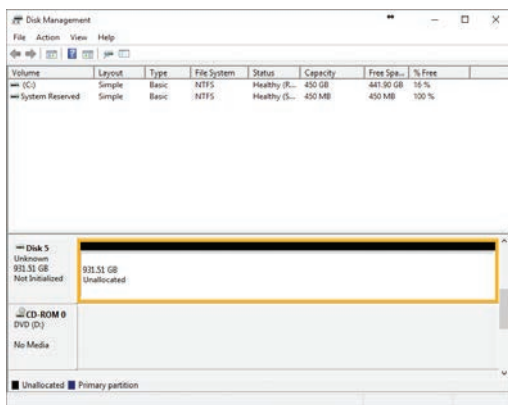 Disk Management
File Action View Help
Volume Layout Type File System Status Capacity Free Spa... % Free
(C:) Simple Basic NTFS Healthy (R... 450 GB 441.90 GB 16 %
System Reserved Simple Basic NTFS Healthy (S... 450 MB 450 MB 100 %
Disk 5
Unknown
931.51 GB
Not Initialized
931.51 GB
Unallocated
CD-ROM 0
DVD (D:)
No Media
Unallocated Primary partition